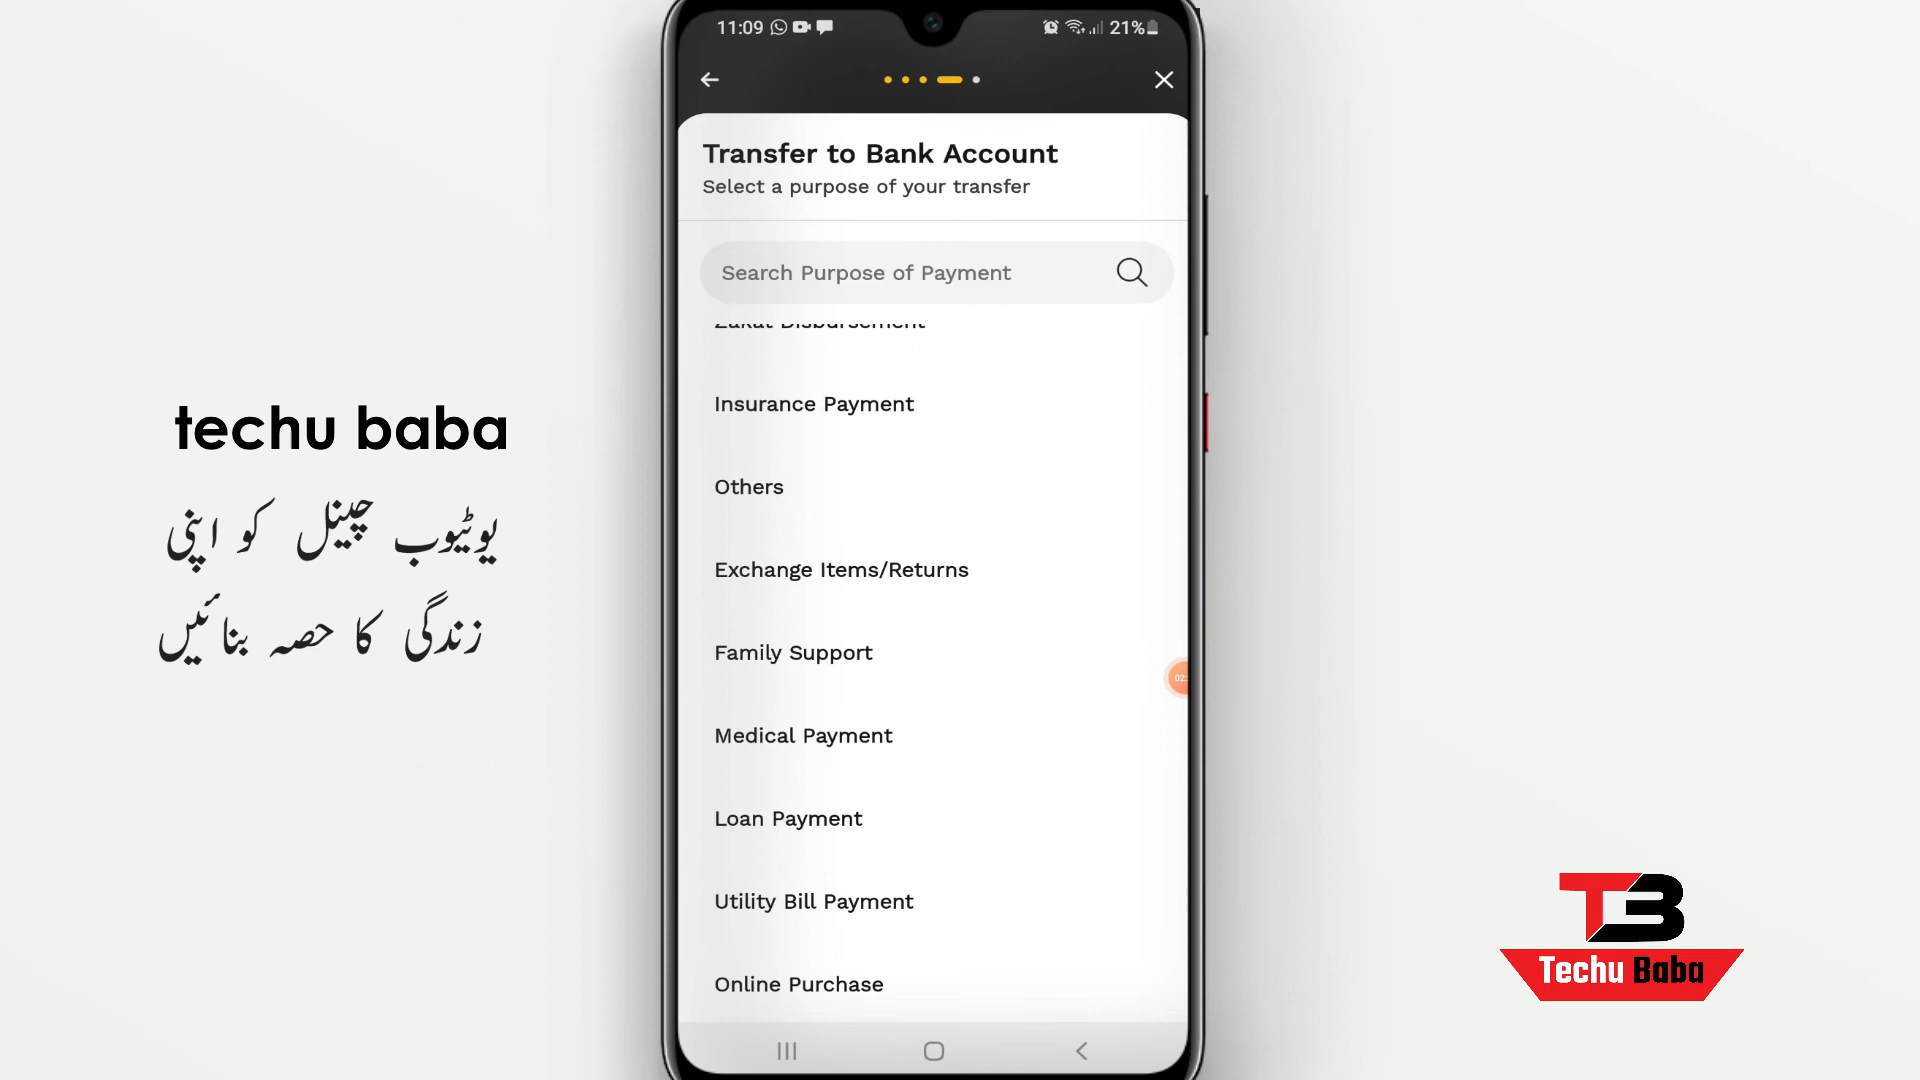 11:09
21%
Transfer to Bank Account
Select a purpose of your transfer
Search Purpose of Payment
Zakat Disbursement
Insurance Payment
Others
Exchange Items/Returns
Family Support
Medical Payment
Loan Payment
Utility Bill Payment
Online Purchase
techu baba
یوٹیوب چینل کو اپنی
زندگی کا حصہ بنائیں
TB
Techu Baba